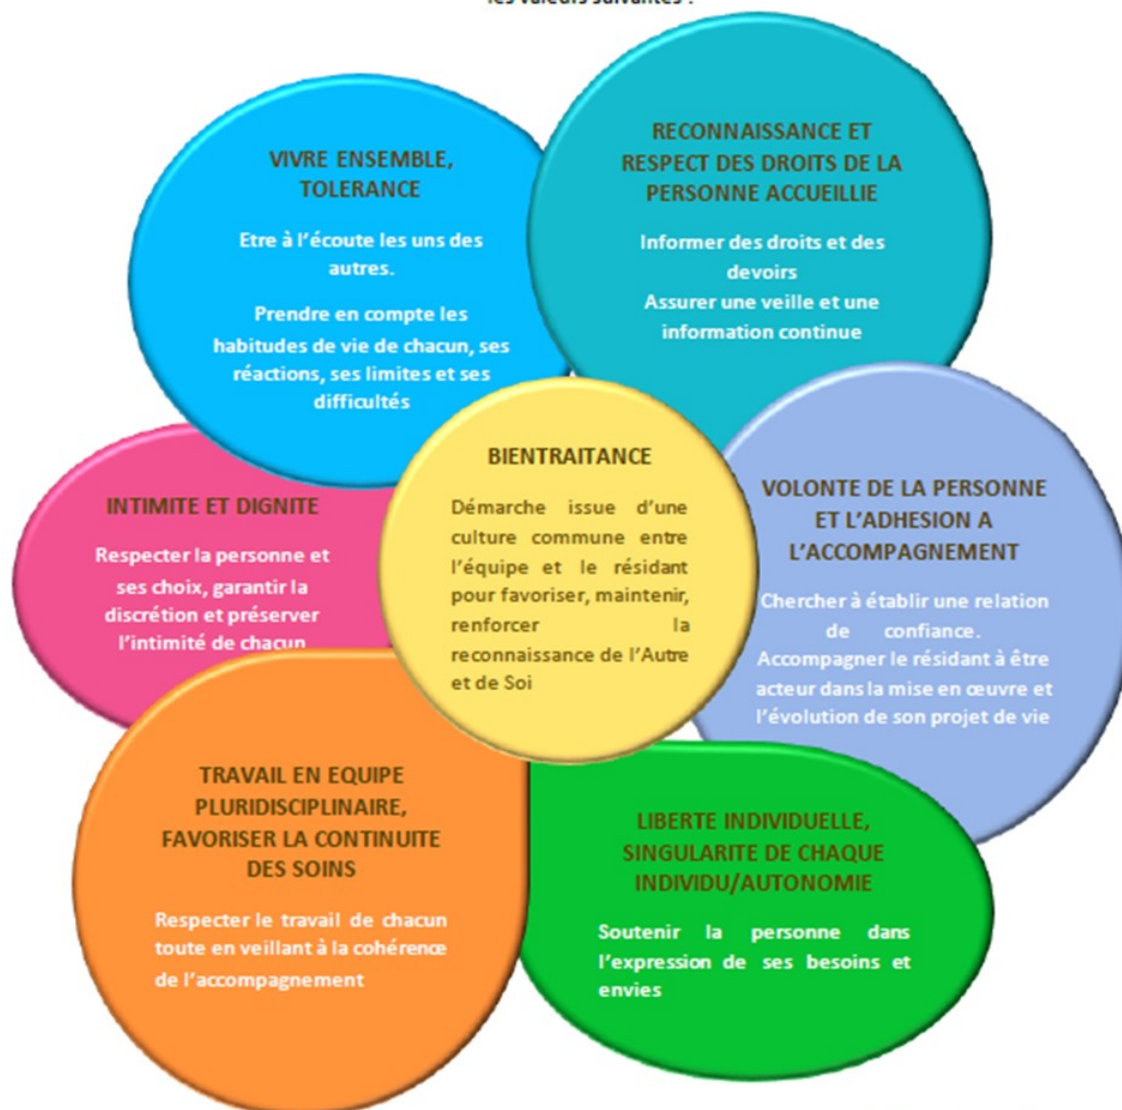 les valeurs suivantes :
VIVRE ENSEMBLE,
TOLERANCE
Etre à l'écoute les uns des
autres.
Prendre en compte les
habitudes de vie de chacun, ses
réactions, ses limites et ses
difficultés
RECONNAISSANCE ET
RESPECT DES DROITS DE LA
PERSONNE ACCUEILLIE
Informer des droits et des
devoirs
Assurer une veille et une
information continue
INTIMITE ET DIGNITE
Respecter la personne et
ses choix, garantir la
discrétion et préserver
l'intimité de chacun
BIENTRAITANCE
Démarche issue d'une
culture commune entre
l'équipe et le résidant
pour favoriser, maintenir,
renforcer la
reconnaissance de l'Autre
et de Soi
VOLONTE DE LA PERSONNE
ET L'ADHESION A
L'ACCOMPAGNEMENT
Chercher à établir une relation
de confiance.
Accompagner le résidant à être
acteur dans la mise en œuvre et
l'évolution de son projet de vie
TRAVAIL EN EQUIPE
PLURIDISCIPLINAIRE,
FAVORISER LA CONTINUITE
DES SOINS
Respecter le travail de chacun
toute en veillant à la cohérence
de l'accompagnement
LIBERTE INDIVIDUELLE,
SINGULARITE DE CHAQUE
INDIVIDU/AUTONOMIE
Soutenir la personne dans
l'expression de ses besoins et
envies